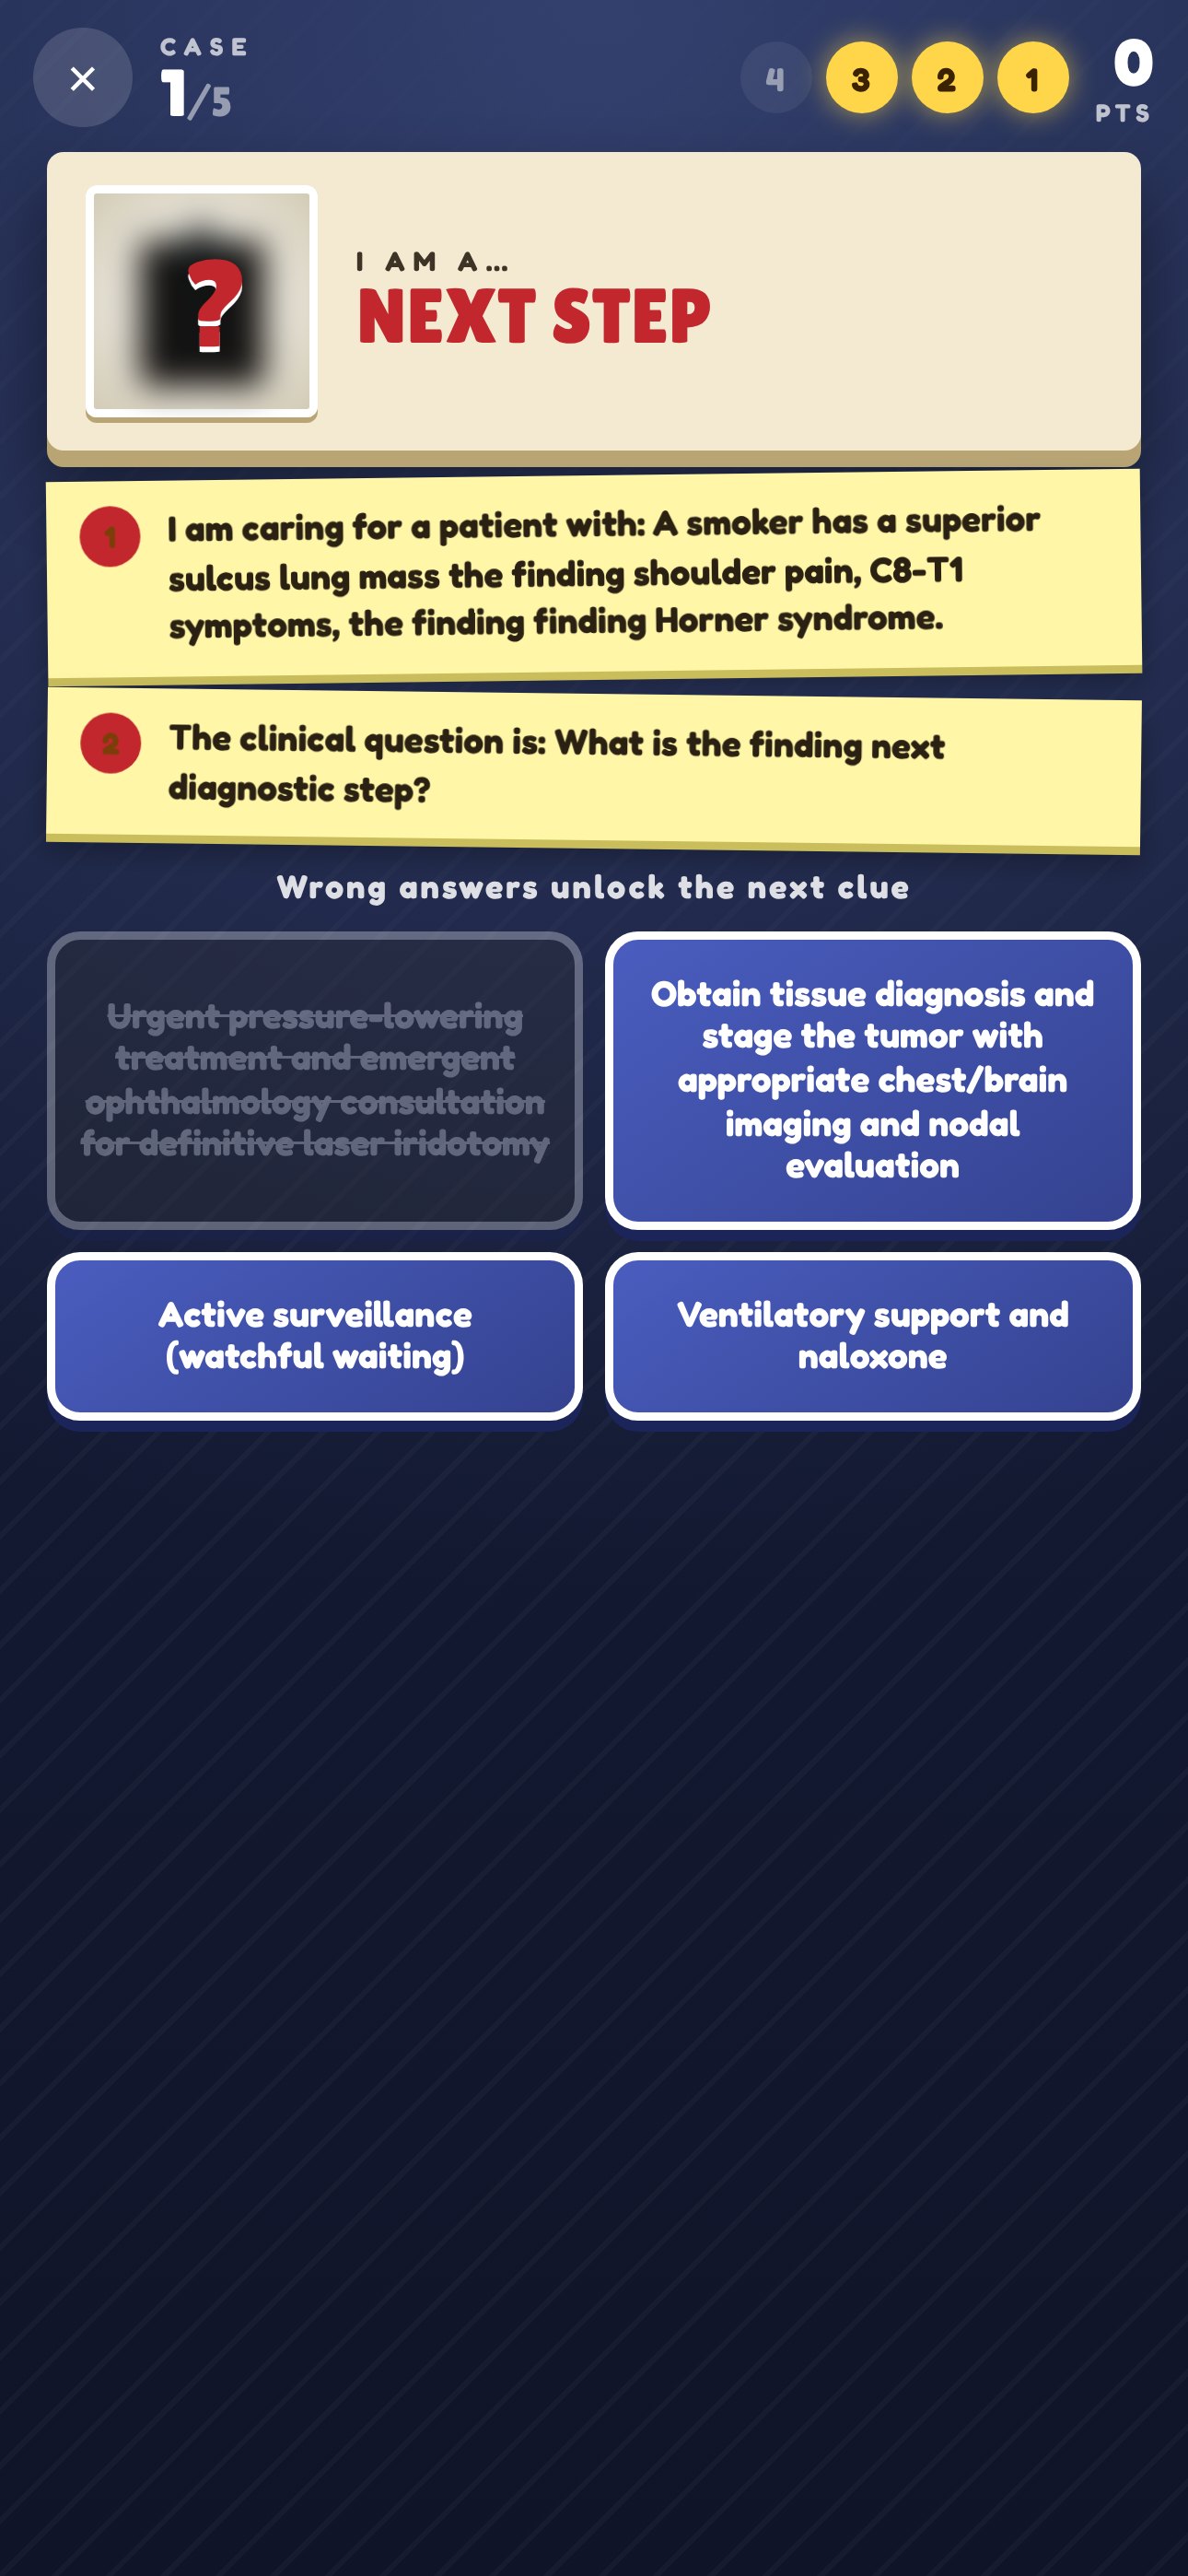 ×
CASE
1/5
4 3 2 1
0
PTS
?
I AM A...
NEXT STEP
1
I am caring for a patient with: A smoker has a superior
sulcus lung mass the finding shoulder pain, C8-T1
symptoms, the finding finding Horner syndrome.
2
The clinical question is: What is the finding next
diagnostic step?
Wrong answers unlock the next clue
Urgent pressure-lowering
treatment and emergent
ophthalmology consultation
for definitive laser iridotomy
Obtain tissue diagnosis and
stage the tumor with
appropriate chest/brain
imaging and nodal
evaluation
Active surveillance
(watchful waiting)
Ventilatory support and
naloxone